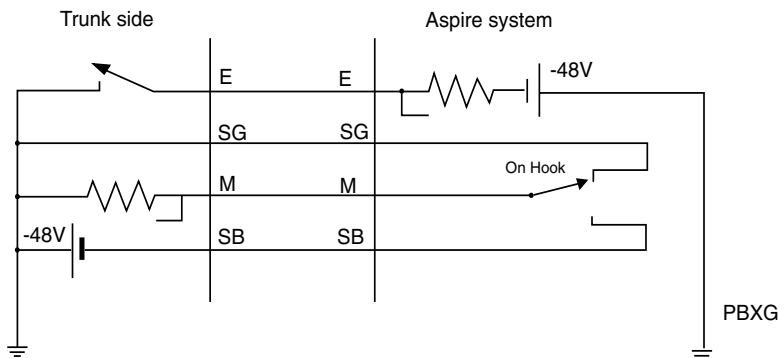 Trunk side
Aspire system
E
E
-48V
SG
SG
On Hook
M
M
-48V
SB
SB
PBXG